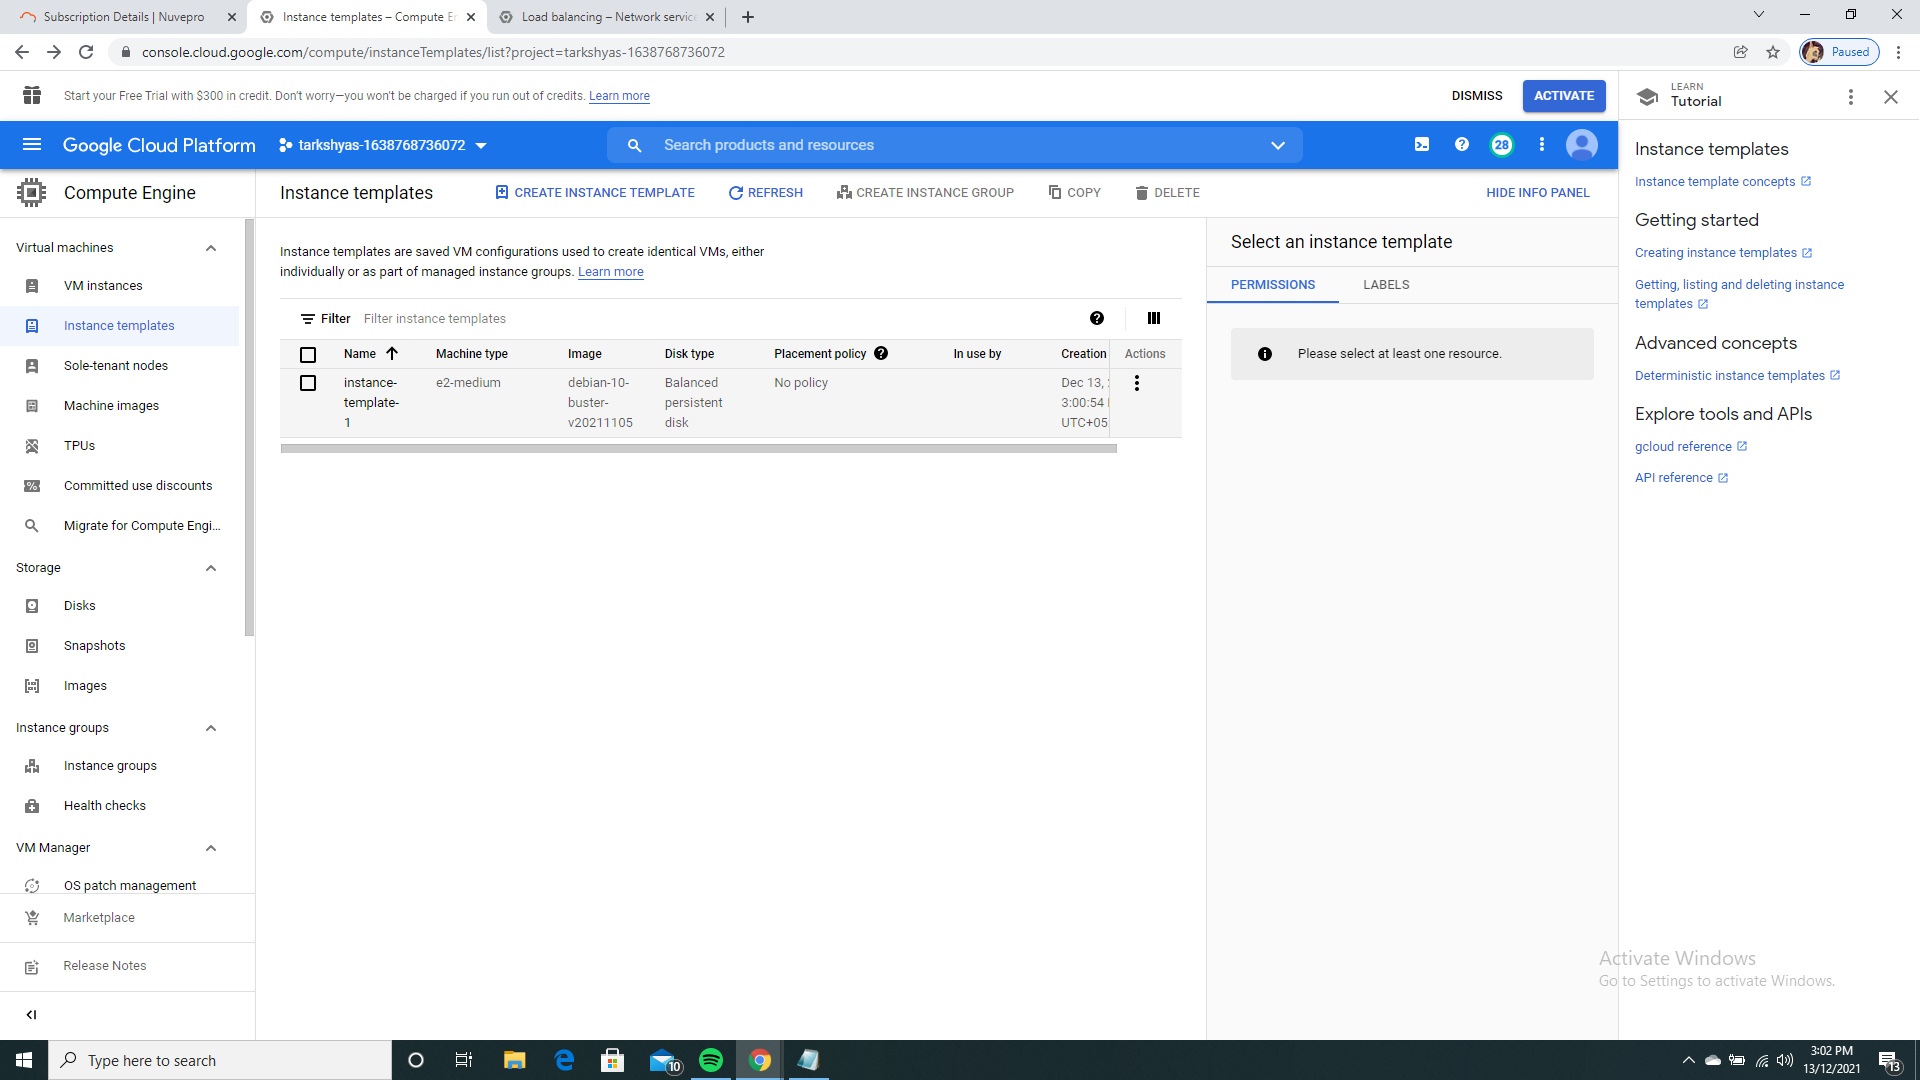 Subscription Details | Nuvepro
Instance templates – Compute E
Load balancing – Network servic
console.cloud.google.com/compute/instanceTemplates/list?project=tarkshyas-1638768736072
Paused
Start your Free Trial with $300 in credit. Don't worry—you won't be charged if you run out of credits. Learn more
DISMISS
ACTIVATE
LEARN
Tutorial
Google Cloud Platform
tarkshyas-1638768736072
Search products and resources
28
Compute Engine
Instance templates
CREATE INSTANCE TEMPLATE
REFRESH
CREATE INSTANCE GROUP
COPY
DELETE
HIDE INFO PANEL
Virtual machines
VM instances
Instance templates
Sole-tenant nodes
Machine images
TPUs
Committed use discounts
Migrate for Compute Engi...
Storage
Disks
Snapshots
Images
Instance groups
Instance groups
Health checks
VM Manager
OS patch management
Marketplace
Release Notes
Instance templates are saved VM configurations used to create identical VMs, either
individually or as part of managed instance groups. Learn more
Filter
Filter instance templates
Name
Machine type
Image
Disk type
Placement policy
In use by
Creation
Actions
instance-
template-
1
e2-medium
debian-10-
buster-
v20211105
Balanced
persistent
disk
No policy
Dec 13,
3:00:54
UTC+05
Select an instance template
PERMISSIONS
LABELS
Please select at least one resource.
Instance templates
Instance template concepts
Getting started
Creating instance templates
Getting, listing and deleting instance
templates
Advanced concepts
Deterministic instance templates
Explore tools and APIs
gcloud reference
API reference
Activate Windows
Go to Settings to activate Windows.
Type here to search
10
3:02 PM
13/12/2021
13